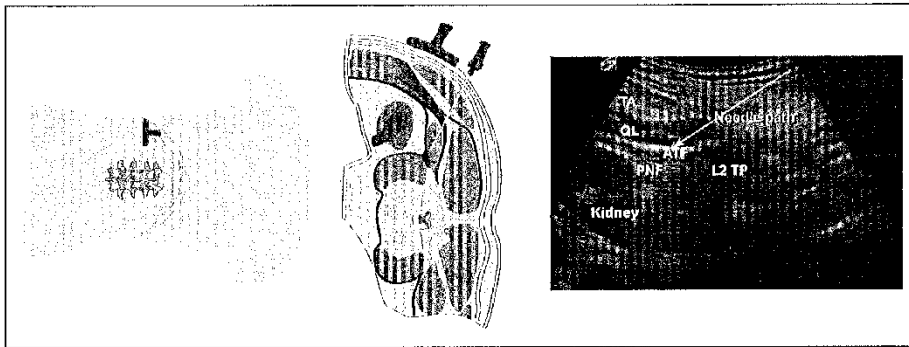 TA
Needle path
QL
ATF
PNF
L2 TP
Kidney